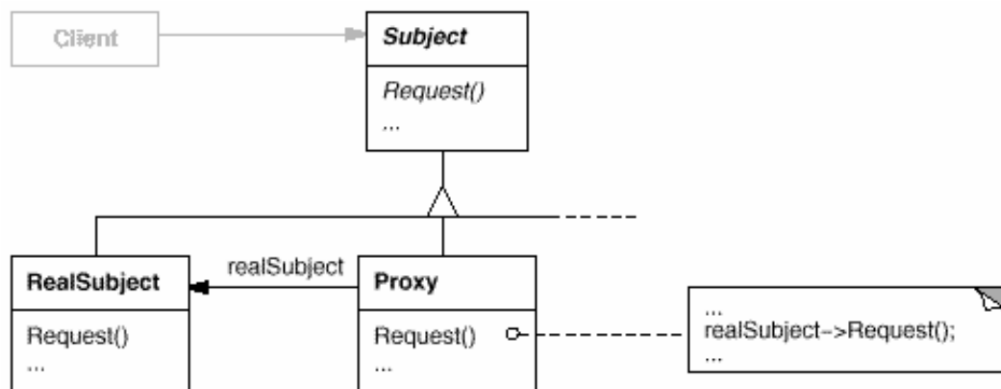 Client
Subject
Request()
...
realSubject
RealSubject
Request()
...
Proxy
Request()
...
...
realSubject->Request();
...